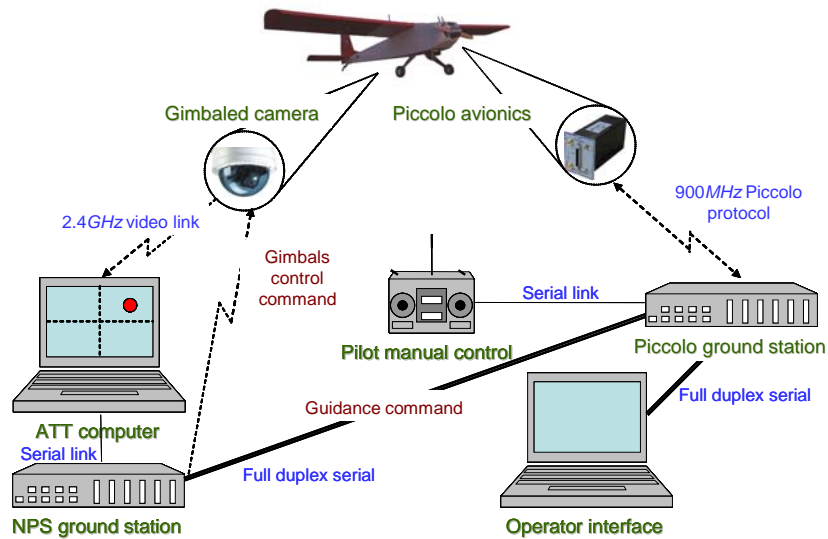 Gimbaled camera
Piccolo avionics
2.4GHz video link
900MHz Piccolo
protocol
Gimbals
control
command
Serial link
Pilot manual control
Piccolo ground station
Guidance command
Full duplex serial
ATT computer
Serial link
Full duplex serial
NPS ground station
Operator interface